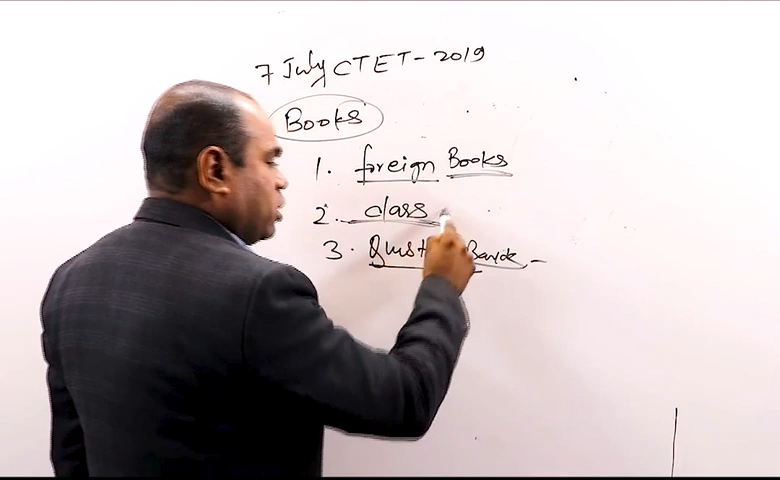 7 July CTET - 2019
Books
1. foreign Books
2. class
3.